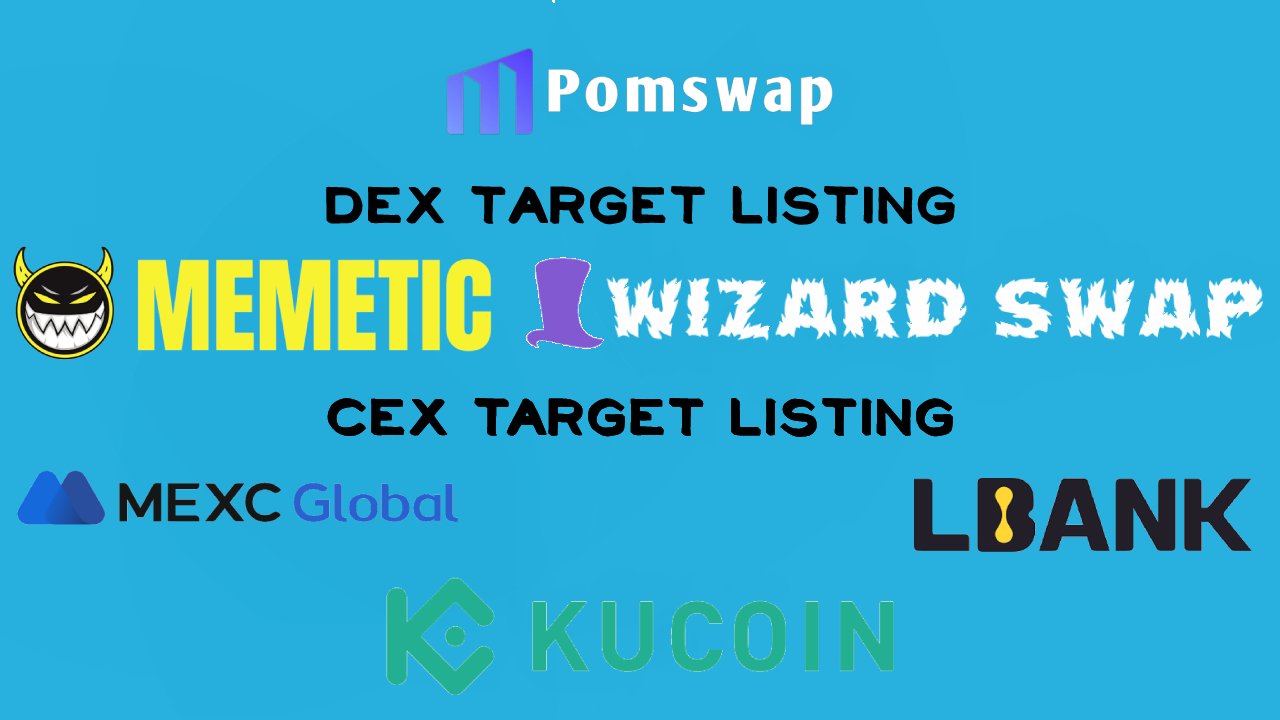 Pomswap
DEX TARGET LISTING
MEMETIC WIZARD SWAP
CEX TARGET LISTING
MEXC Global LBANK
KUCOIN